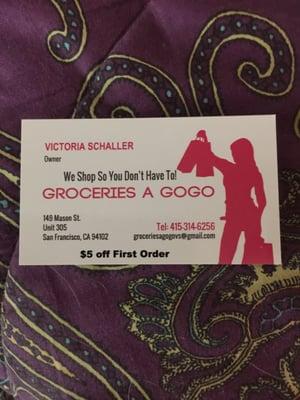 VICTORIA SCHALLER
Owner
We Shop So You Don't Have To!
GROCERIES A GOGO
149 Mason St.
Unit 305
San Francisco, CA 94102
Tel: 415-314-6256
groceriesagogovs@gmail.com
$5 off First Order